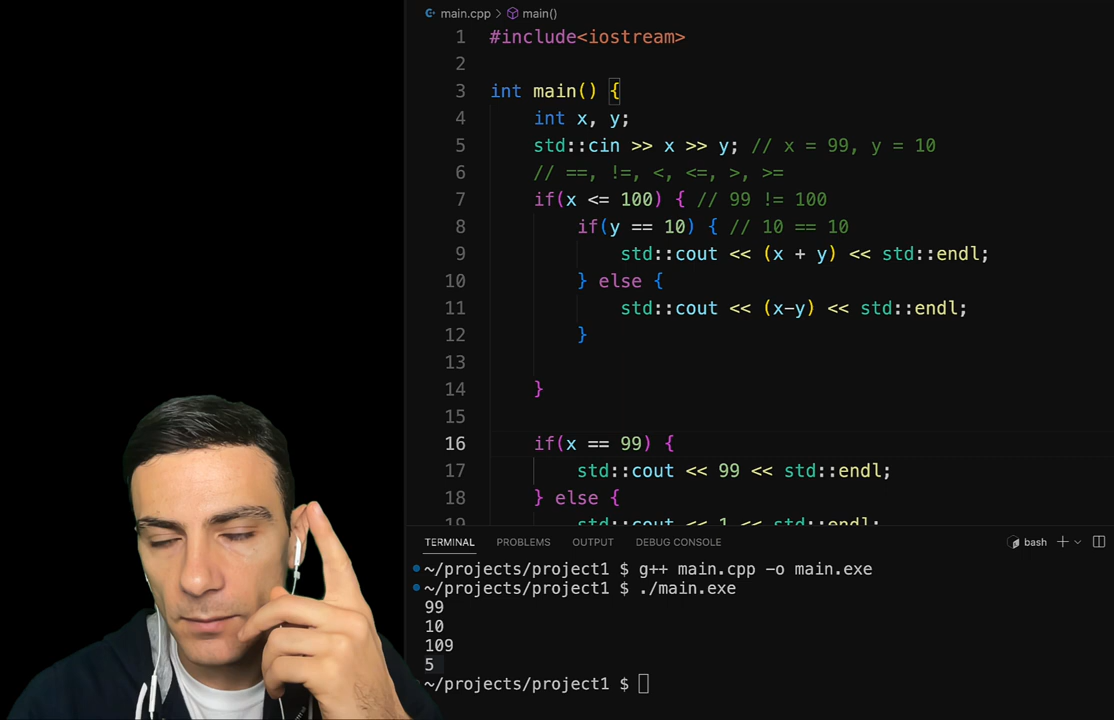 main.cpp > main()
1 #include<iostream>
2
3 int main() {
4 int x, y;
5 std::cin >> x >> y; // x = 99, y = 10
6 // ==, !=, <, <=, >, >=
7 if(x <= 100) { // 99 != 100
8 if(y == 10) { // 10 == 10
9 std::cout << (x + y) << std::endl;
10 } else {
11 std::cout << (x-y) << std::endl;
12 }
13
14 }
15
16 if(x == 99) {
17 std::cout << 99 << std::endl;
18 } else {
19 std::cout << 1 << std::endl;
TERMINAL PROBLEMS OUTPUT DEBUG CONSOLE bash
~/projects/project1 $ g++ main.cpp -o main.exe
~/projects/project1 $ ./main.exe
99
10
109
5
~/projects/project1 $